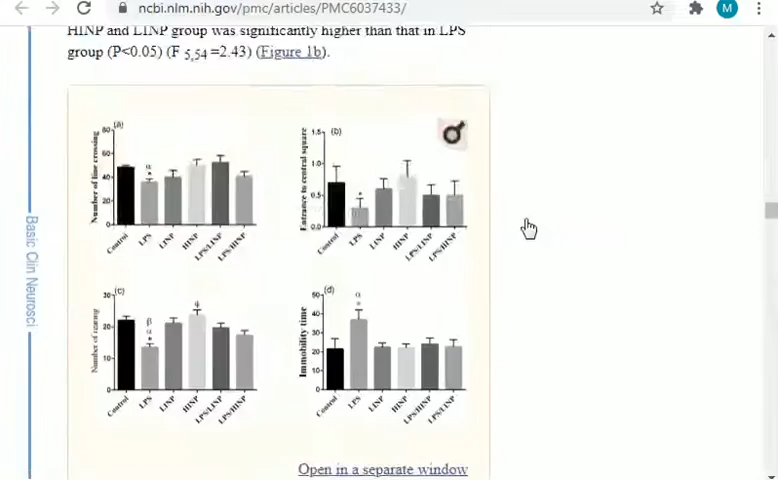 ncbi.nlm.nih.gov/pmc/articles/PMC6037433/
M
HINP and LINP group was significantly higher than that in LPS
group (P<0.05) (F 5,54 =2.43) (Figure 1b).
Basic Clin Neurosci
(a)
Number of line crossing
80
60
40
20
0
α
*
Control
LPS
LINP
HINP
LPS/LINP
LPS/HINP
(b)
Entrance to central square
1.5
1.0
0.5
0.0
*
Control
LPS
LINP
HINP
LPS/LINP
LPS/HINP
(c)
Number of rearing
30
20
10
0
β
α
*
φ
Control
LPS
LINP
HINP
LPS/LINP
LPS/HINP
(d)
Immobility time
50
40
30
20
10
0
α
*
Control
LPS
LINP
HINP
LPS/HINP
LPS/LINP
Open in a separate window